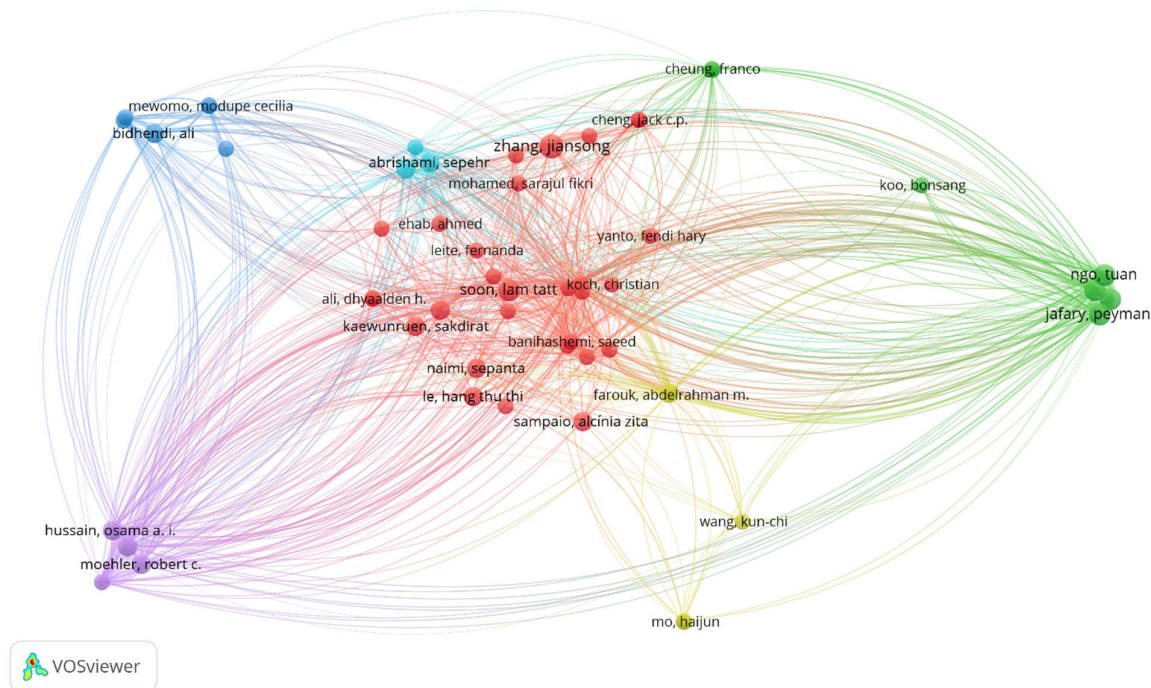 cheung, franco
mewomo, modupe cecilia
cheng, jack c.p.
bidhendi, ali
zhang, jiansong
abrishami, sepehr
mohamed, sarajul fikri
koo, bonsang
ehab, ahmed
yanto, fendi hary
leite, fernanda
ngo, tuan
koch, christian
soon, lam tatt
ali, dhyaalden h.
jafary, peyman
kaewunruen, sakdirat
banihashemi, saeed
naimi, sepanta
farouk, abdelrahman m.
le, hang thu thi
sampaio, alcínia zita
wang, kun-chi
hussain, osama a. i.
moehler, robert c.
mo, haijun
VOSviewer